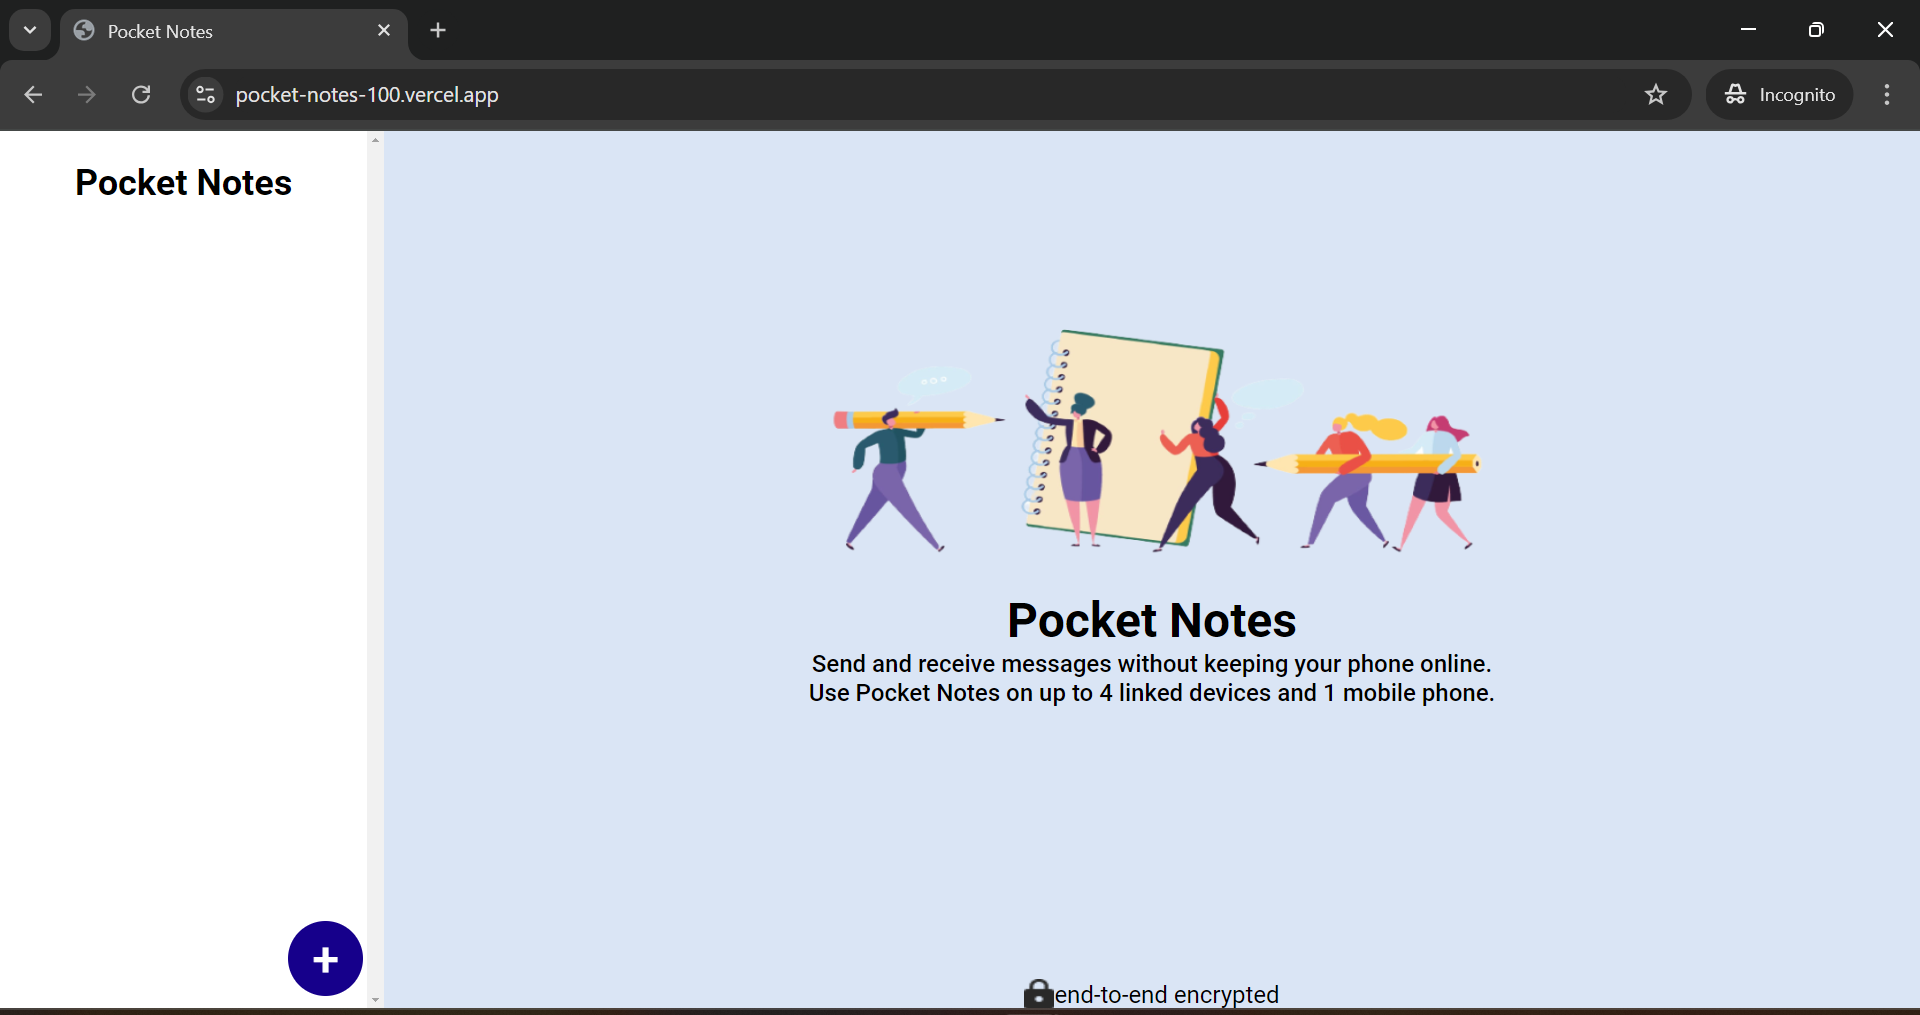 Pocket Notes
pocket-notes-100.vercel.app
Incognito
Pocket Notes
Pocket Notes
Send and receive messages without keeping your phone online.
Use Pocket Notes on up to 4 linked devices and 1 mobile phone.
end-to-end encrypted